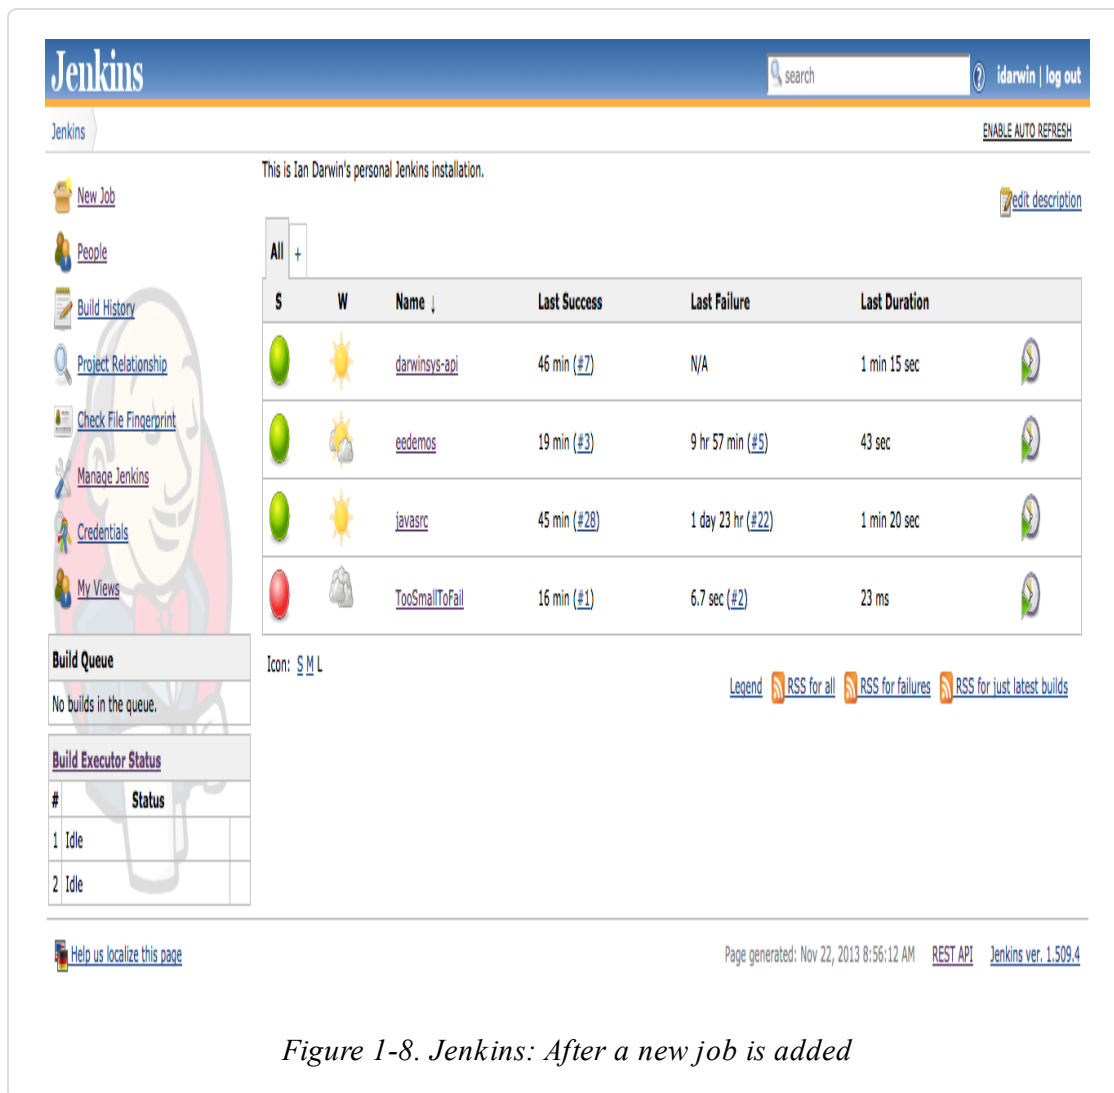 Jenkins
search
? idarwin | log out
Jenkins
ENABLE AUTO REFRESH
New Job
People
Build History
Project Relationship
Check File Fingerprint
Manage Jenkins
Credentials
My Views
Build Queue
No builds in the queue.
Build Executor Status
# Status
1 Idle
2 Idle
This is Ian Darwin's personal Jenkins installation.
edit description
All +
S W Name ↓ Last Success Last Failure Last Duration
darwinsys-api 46 min (#7) N/A 1 min 15 sec
eedemos 19 min (#3) 9 hr 57 min (#5) 43 sec
javasrc 45 min (#28) 1 day 23 hr (#22) 1 min 20 sec
TooSmallToFail 16 min (#1) 6.7 sec (#2) 23 ms
Icon: S M L
Legend RSS for all RSS for failures RSS for just latest builds
Help us localize this page
Page generated: Nov 22, 2013 8:56:12 AM REST API Jenkins ver. 1.509.4
Figure 1-8. Jenkins: After a new job is added